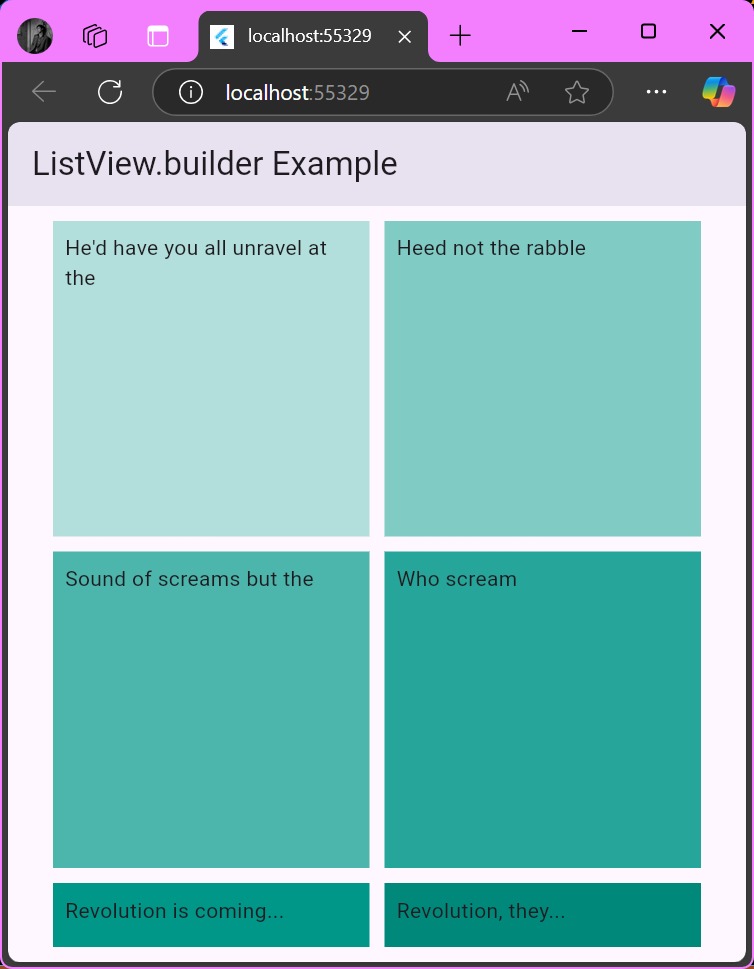 localhost:55329
localhost:55329
ListView.builder Example
He'd have you all unravel at
the
Heed not the rabble
Sound of screams but the
Who scream
Revolution is coming...
Revolution, they...